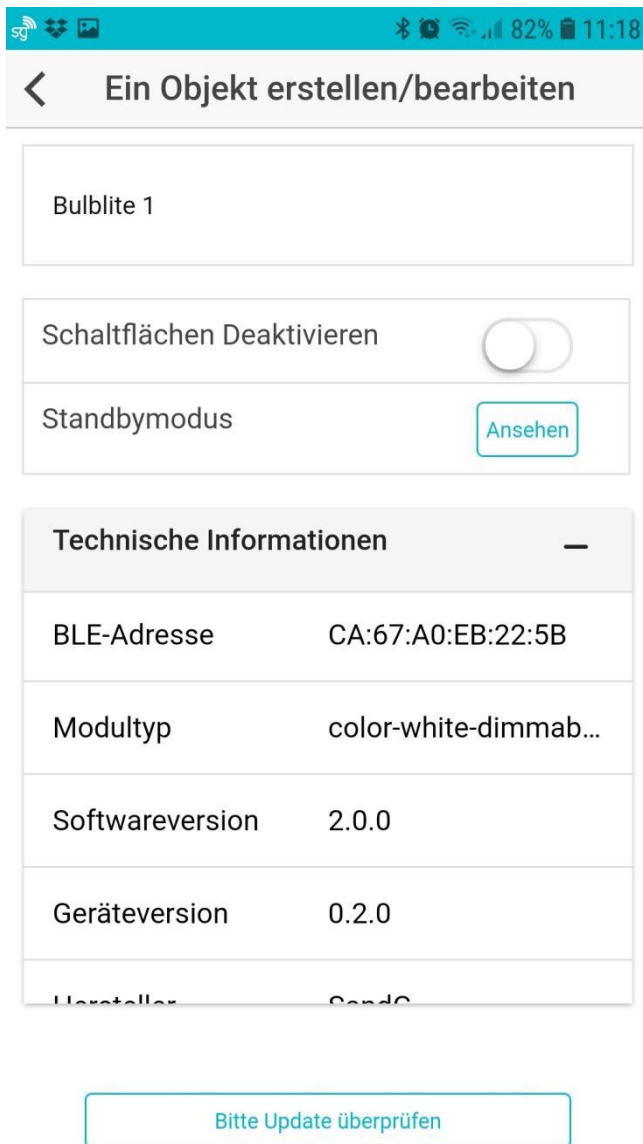 sg 82% 11:18
Ein Objekt erstellen/bearbeiten
Bulblite 1
Schaltflächen Deaktivieren
Standbymodus Ansehen
Technische Informationen
BLE-Adresse CA:67:A0:EB:22:5B
Modultyp color-white-dimmab...
Softwareversion 2.0.0
Geräteversion 0.2.0
Hersteller
Bitte Update überprüfen